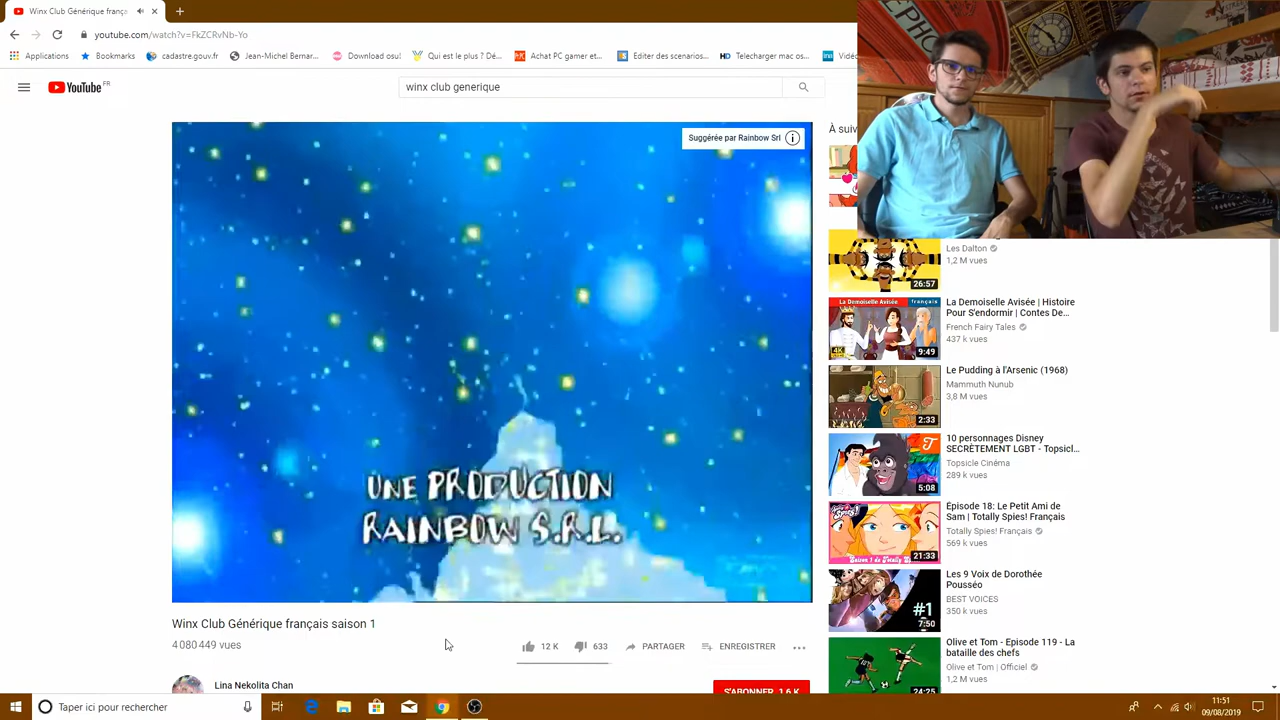 Winx Club Générique franç
youtube.com/watch?v=FkZCRvNb-Yo
Applications
Bookmarks
cadastre.gouv.fr
Jean-Michel Bernar...
Download osu!
Qui est le plus ? Dé...
Achat PC gamer et...
Editer des scenarios...
Telecharger mac os...
YouTube FR
winx club generique
Suggérée par Rainbow Srl
UNE PRODUCTION
RAINBOW S.R.L.
Winx Club Générique français saison 1
4 080 449 vues
12 K
633
PARTAGER
ENREGISTRER
Lina Nekolita Chan
S'ABONNER 1,6 K
Les Dalton
1,2 M vues
26:57
La Demoiselle Avisée
français
4K
9:49
La Demoiselle Avisée | Histoire
Pour S'endormir | Contes De...
French Fairy Tales
437 k vues
2:33
Le Pudding à l'Arsenic (1968)
Mammuth Nunub
3,8 M vues
5:08
10 personnages Disney
SECRÈTEMENT LGBT - Topsicl...
Topsicle Cinéma
289 k vues
21:33
Épisode 18: Le Petit Ami de
Sam | Totally Spies! Français
Totally Spies! Français
569 k vues
#1
7:50
Les 9 Voix de Dorothée
Pousséo
BEST VOICES
350 k vues
24:25
Olive et Tom - Episode 119 - La
bataille des chefs
Olive et Tom | Officiel
1,2 M vues
Taper ici pour rechercher
11:51
09/08/2019